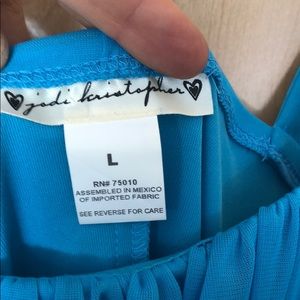 jodi kristopher
L
RN# 75010
ASSEMBLED IN MEXICO
OF IMPORTED FABRIC
SEE REVERSE FOR CARE